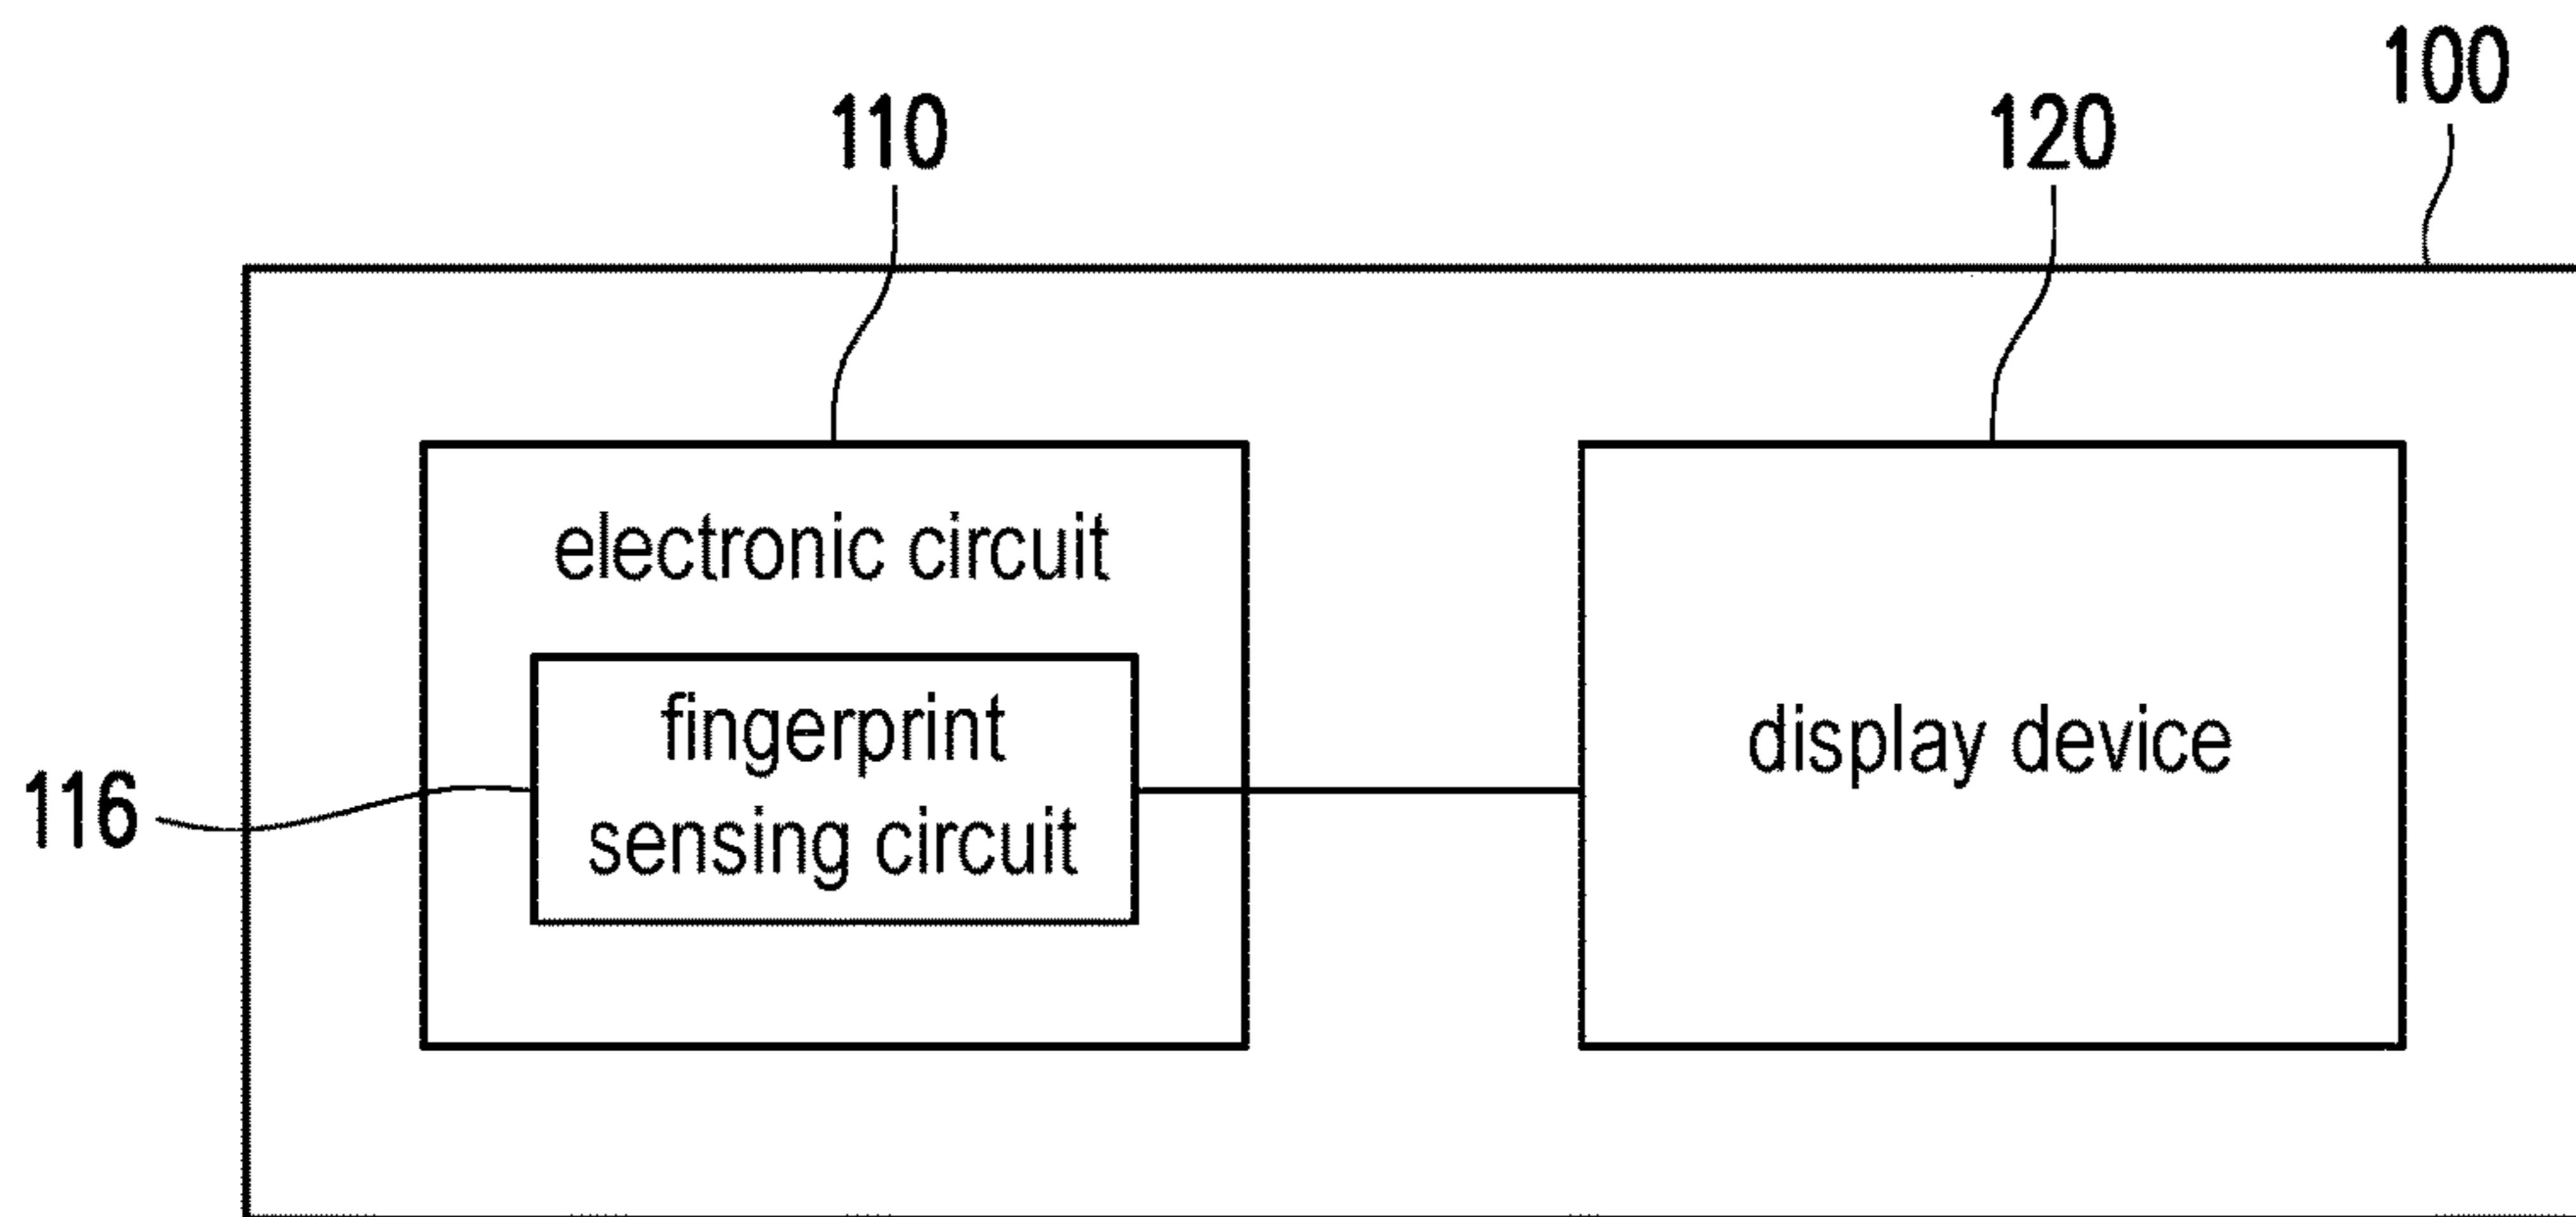 100
110
120
electronic circuit
fingerprint
sensing circuit
display device
116